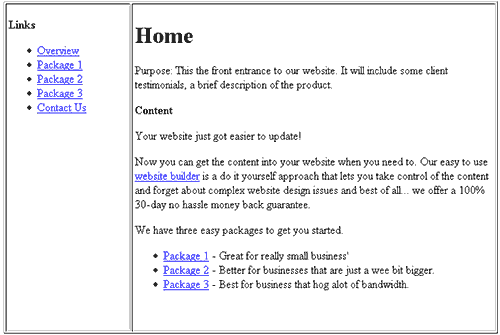 Links
Overview
Package 1
Package 2
Package 3
Contact Us
Home
Purpose: This the front entrance to our website. It will include some client
testimonials, a brief description of the product.
Content
Your website just got easier to update!
Now you can get the content into your website when you need to. Our easy to use
website builder is a do it yourself approach that lets you take control of the content
and forget about complex website design issues and best of all... we offer a 100%
30-day no hassle money back guarantee.
We have three easy packages to get you started.
Package 1 - Great for really small business'
Package 2 - Better for businesses that are just a wee bit bigger.
Package 3 - Best for business that hog alot of bandwidth.